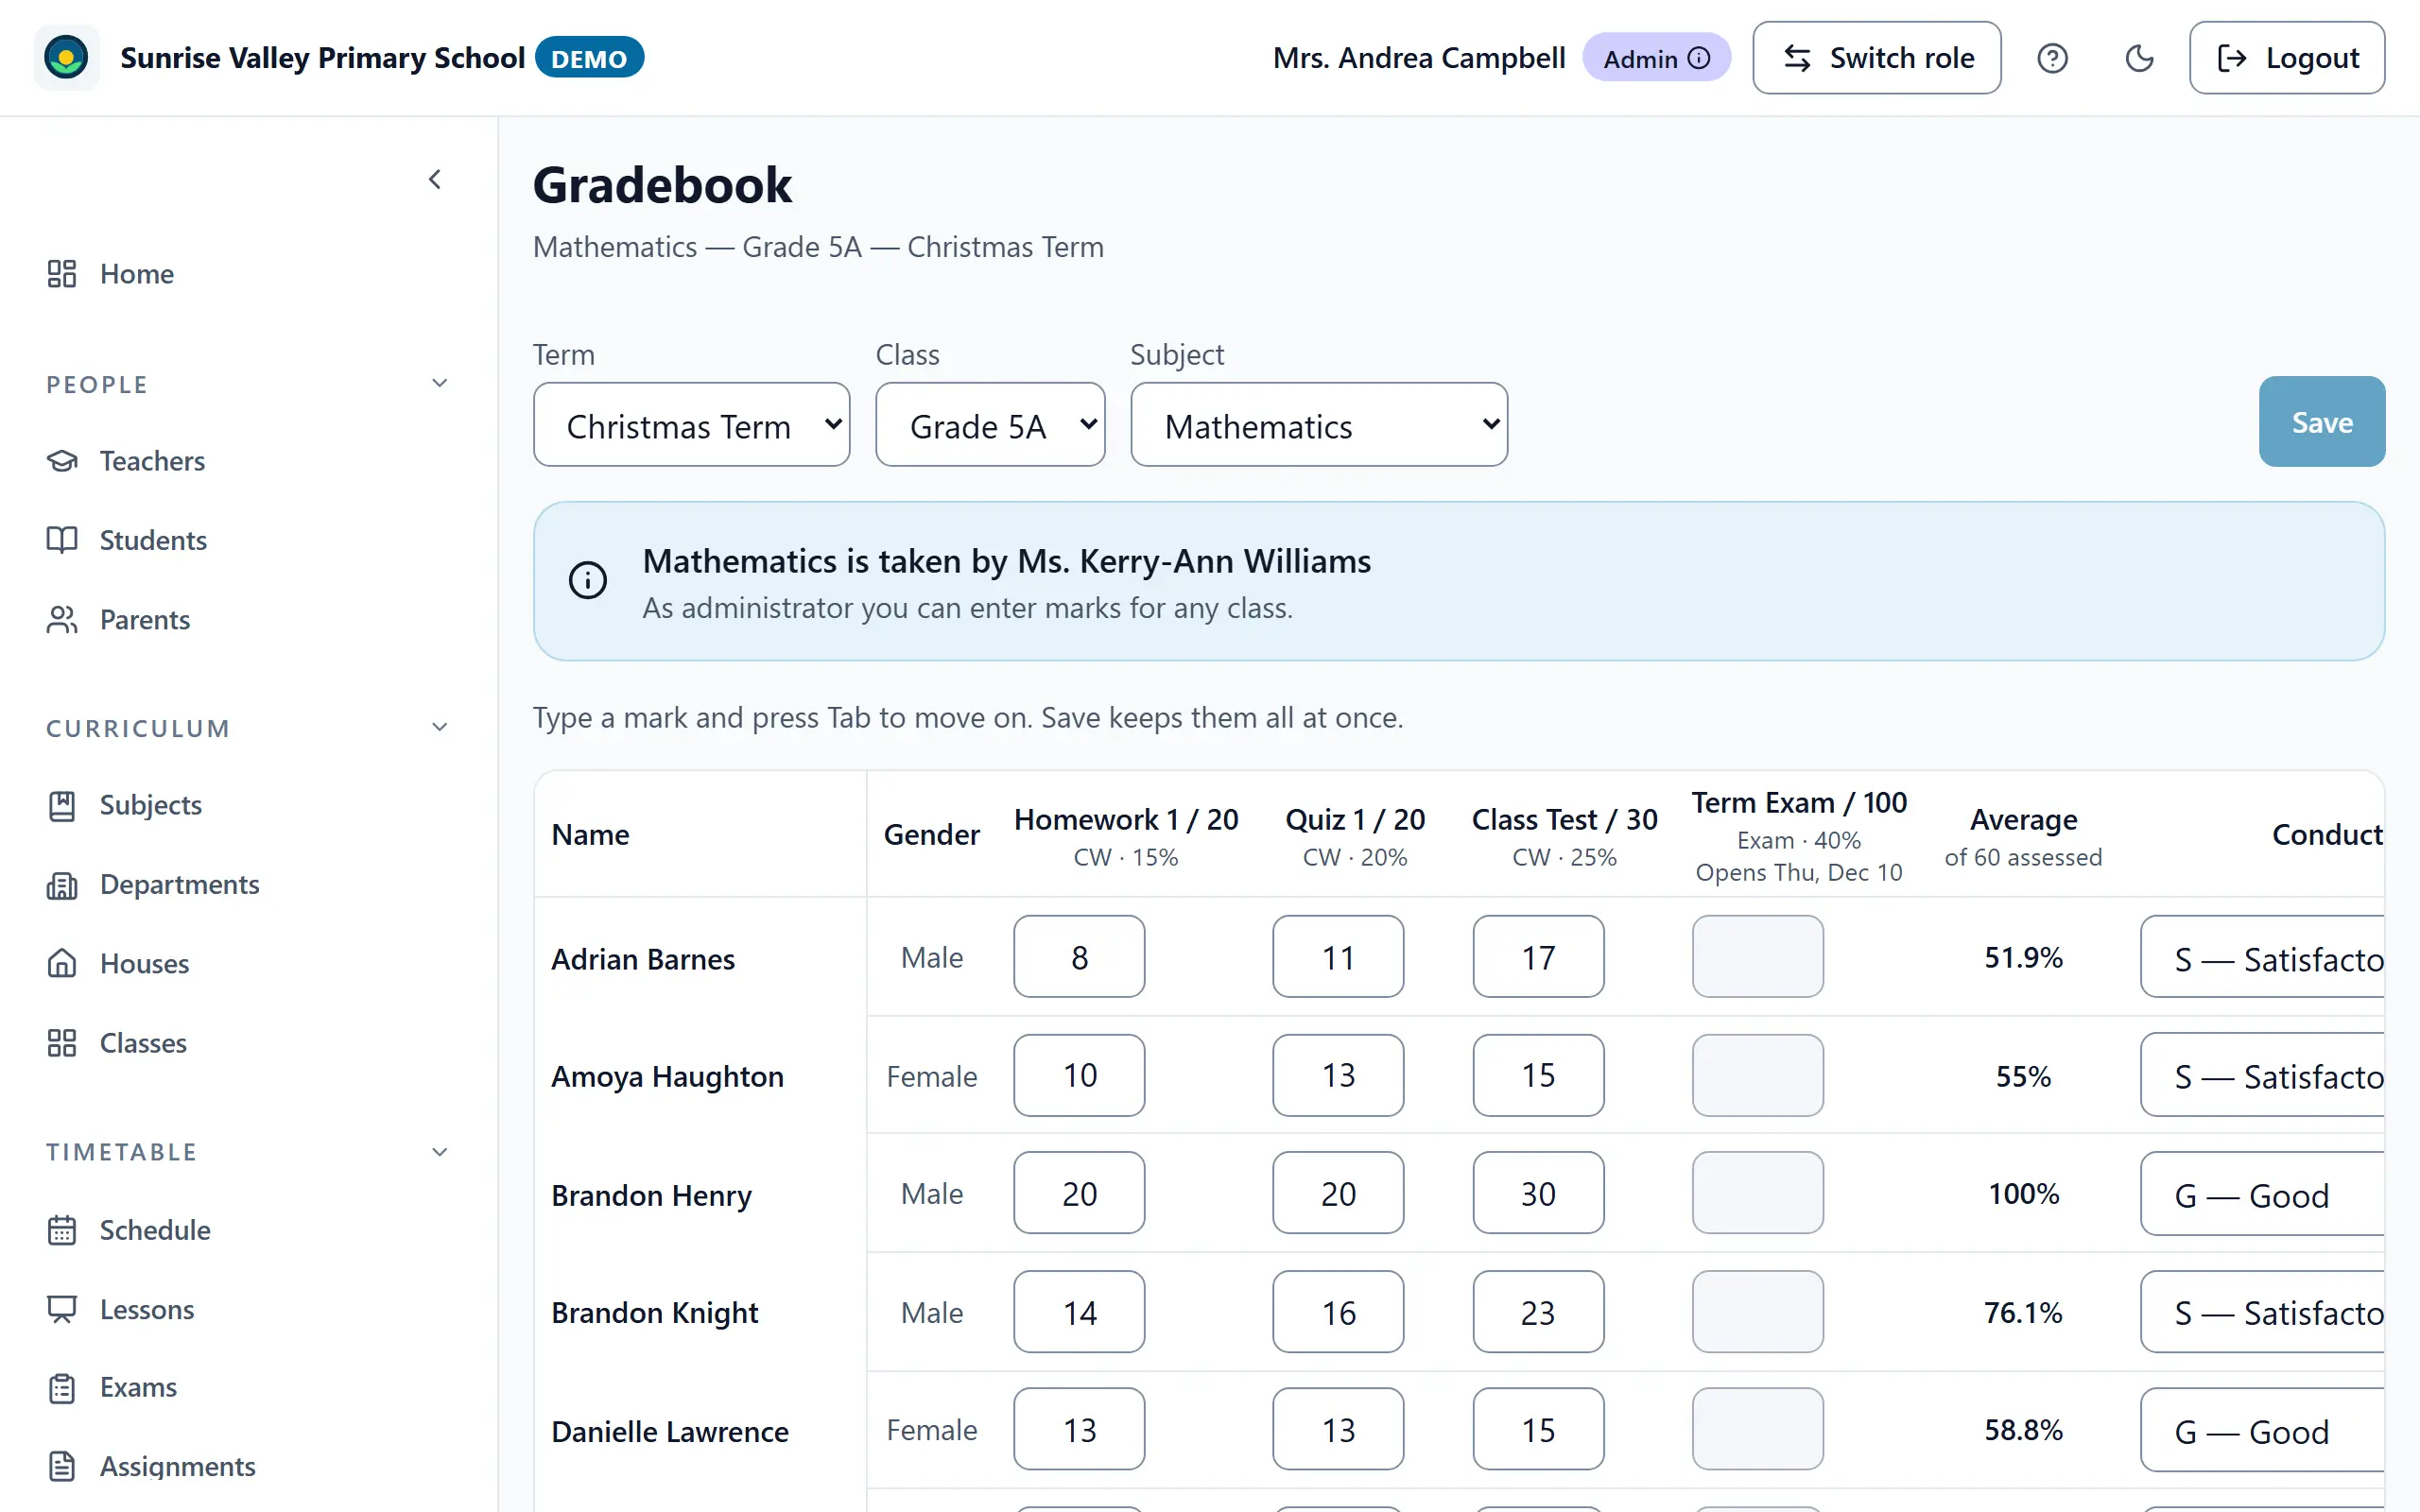 Sunrise Valley Primary School DEMO
Mrs. Andrea Campbell Admin Switch role Logout
Home
PEOPLE
Teachers
Students
Parents
CURRICULUM
Subjects
Departments
Houses
Classes
TIMETABLE
Schedule
Lessons
Exams
Assignments
Gradebook
Mathematics — Grade 5A — Christmas Term
Term Class Subject
Christmas Term Grade 5A Mathematics Save
Mathematics is taken by Ms. Kerry-Ann Williams
As administrator you can enter marks for any class.
Type a mark and press Tab to move on. Save keeps them all at once.
Name Gender Homework 1 / 20 CW · 15% Quiz 1 / 20 CW · 20% Class Test / 30 CW · 25% Term Exam / 100 Exam · 40% Opens Thu, Dec 10 Average of 60 assessed Conduct
Adrian Barnes Male 8 11 17 51.9% S — Satisfacto
Amoya Haughton Female 10 13 15 55% S — Satisfacto
Brandon Henry Male 20 20 30 100% G — Good
Brandon Knight Male 14 16 23 76.1% S — Satisfacto
Danielle Lawrence Female 13 13 15 58.8% G — Good